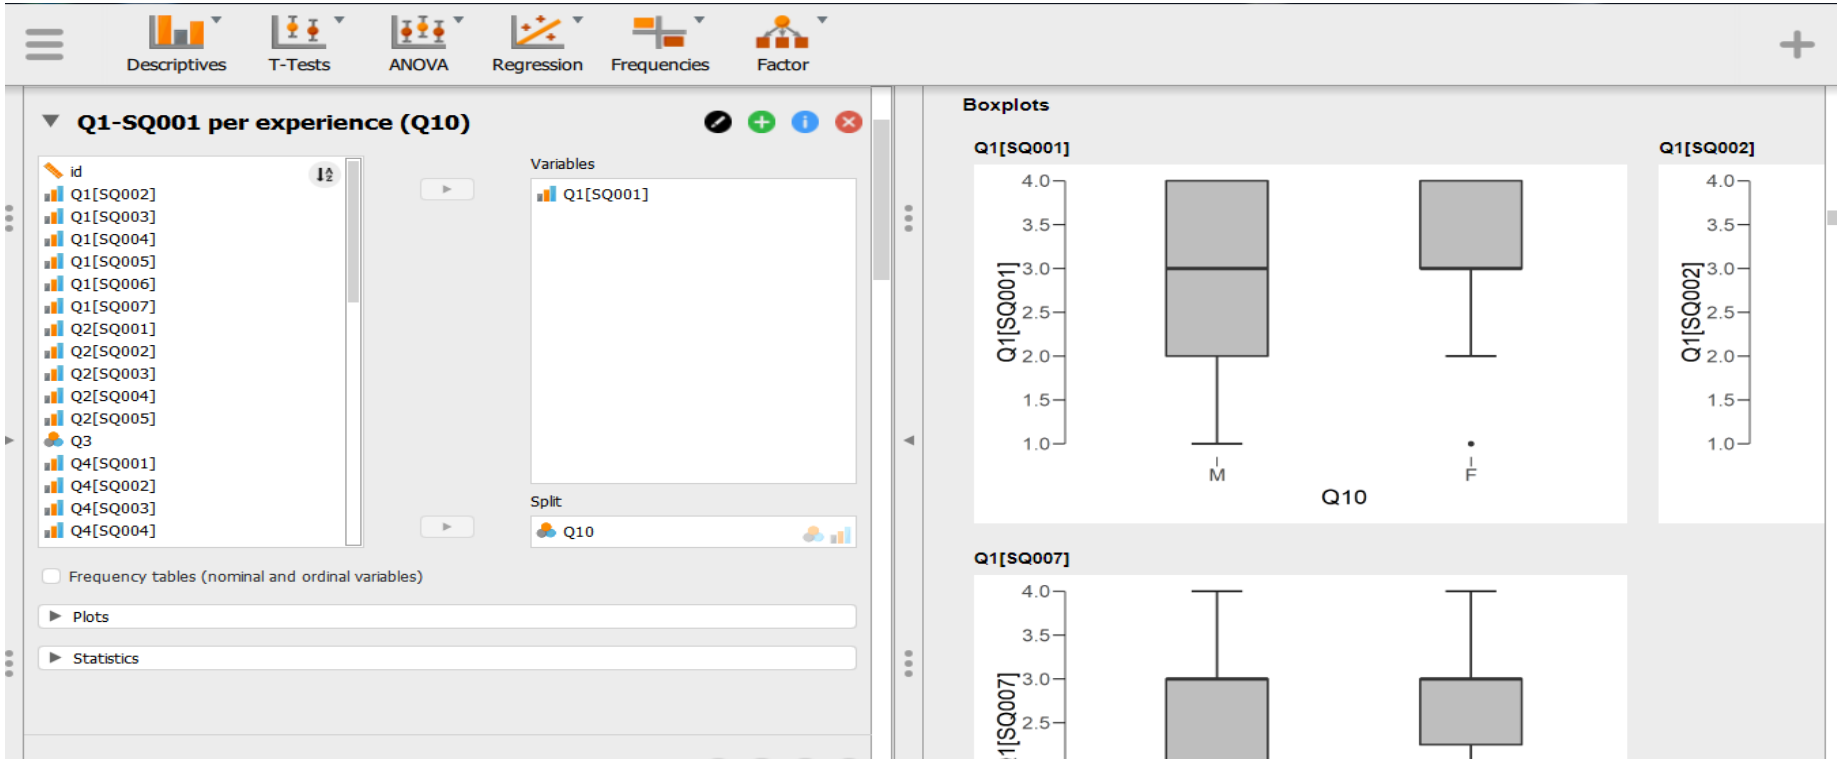 Descriptives T-Tests ANOVA Regression Frequencies Factor
Q1-SQ001 per experience (Q10)
id
Q1[SQ002]
Q1[SQ003]
Q1[SQ004]
Q1[SQ005]
Q1[SQ006]
Q1[SQ007]
Q2[SQ001]
Q2[SQ002]
Q2[SQ003]
Q2[SQ004]
Q2[SQ005]
Q3
Q4[SQ001]
Q4[SQ002]
Q4[SQ003]
Q4[SQ004]
Variables
Q1[SQ001]
Split
Q10
Frequency tables (nominal and ordinal variables)
Plots
Statistics
Boxplots
Q1[SQ001]
4.0
3.5
3.0
2.5
2.0
1.5
1.0
Q1[SQ001]
M F
Q10
Q1[SQ002]
4.0
3.5
3.0
2.5
2.0
1.5
1.0
Q1[SQ002]
Q1[SQ007]
4.0
3.5
3.0
2.5
1[SQ007]